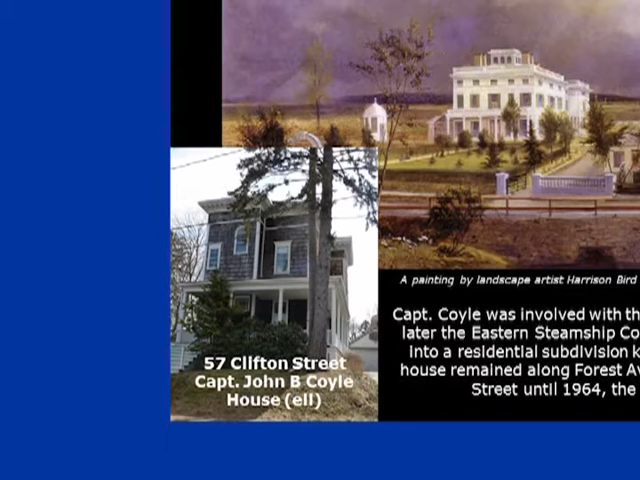 A painting by landscape artist Harrison Bird
Capt. Coyle was involved with th
later the Eastern Steamship Co
Into a residential subdivision k
house remained along Forest Av
Street until 1964, the
57 Clifton Street
Capt. John B Coyle
House (ell)